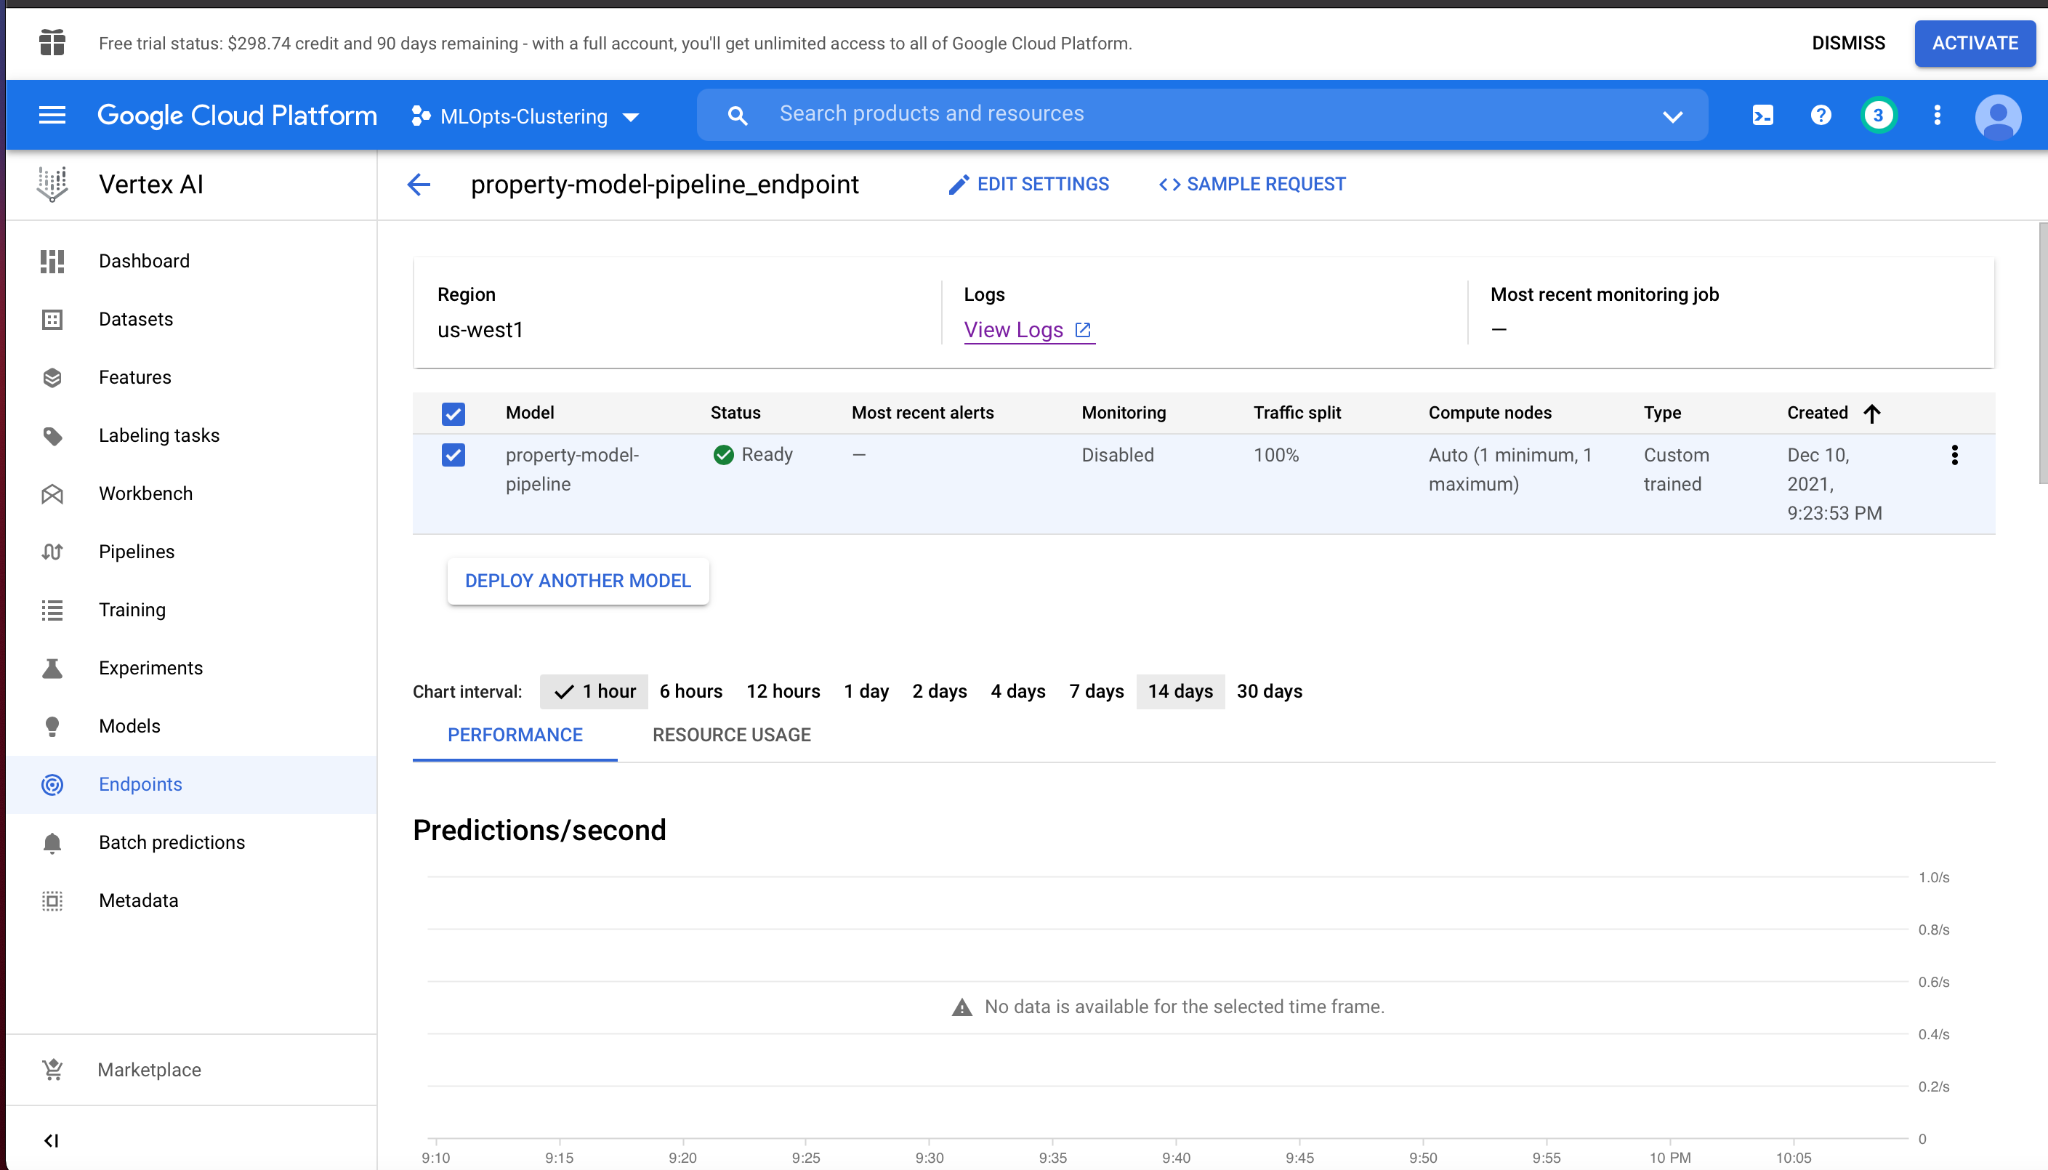 Free trial status: $298.74 credit and 90 days remaining - with a full account, you'll get unlimited access to all of Google Cloud Platform.
DISMISS
ACTIVATE
Google Cloud Platform
MLOpts-Clustering
Search products and resources
3
Vertex AI
property-model-pipeline_endpoint
EDIT SETTINGS
SAMPLE REQUEST
Dashboard
Datasets
Features
Labeling tasks
Workbench
Pipelines
Training
Experiments
Models
Endpoints
Batch predictions
Metadata
Marketplace
Region
us-west1
Logs
View Logs
Most recent monitoring job
—
Model Status Most recent alerts Monitoring Traffic split Compute nodes Type Created
property-model- Ready — Disabled 100% Auto (1 minimum, 1 Custom Dec 10,
pipeline maximum) trained 2021,
9:23:53 PM
DEPLOY ANOTHER MODEL
Chart interval: 1 hour 6 hours 12 hours 1 day 2 days 4 days 7 days 14 days 30 days
PERFORMANCE RESOURCE USAGE
Predictions/second
1.0/s
0.8/s
0.6/s
No data is available for the selected time frame.
0.4/s
0.2/s
0
9:10 9:15 9:20 9:25 9:30 9:35 9:40 9:45 9:50 9:55 10 PM 10:05